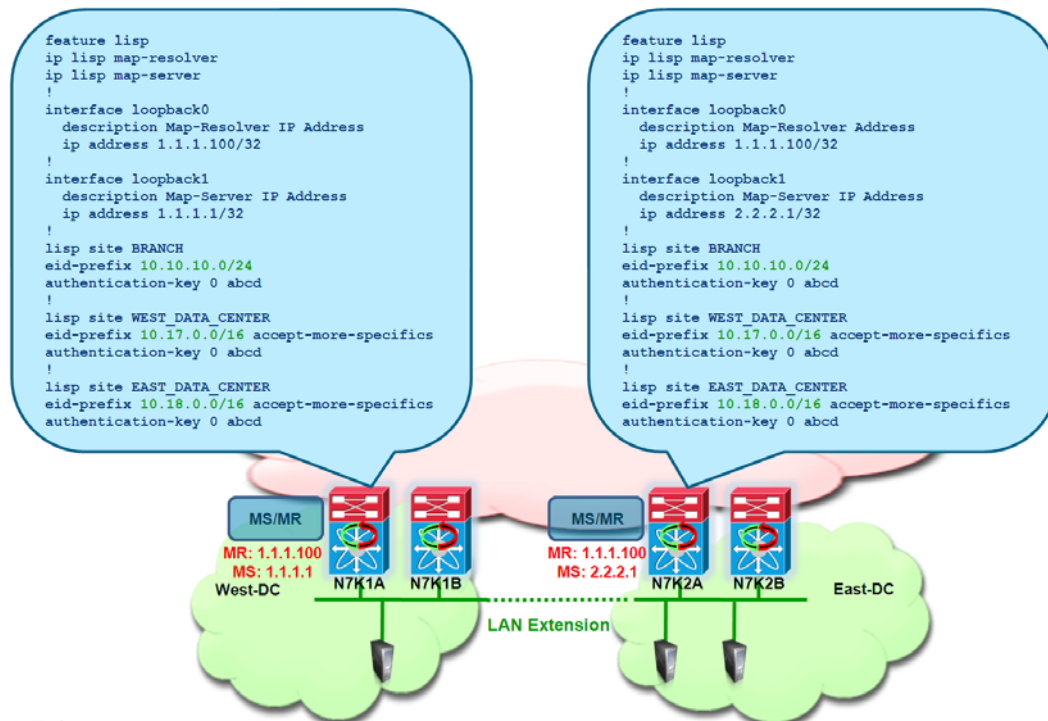 feature lisp
ip lisp map-resolver
ip lisp map-server
!
interface loopback0
  description Map-Resolver IP Address
  ip address 1.1.1.100/32
!
interface loopback1
  description Map-Server IP Address
  ip address 1.1.1.1/32
!
lisp site BRANCH
eid-prefix 10.10.10.0/24
authentication-key 0 abcd
!
lisp site WEST_DATA_CENTER
eid-prefix 10.17.0.0/16 accept-more-specifics
authentication-key 0 abcd
!
lisp site EAST_DATA_CENTER
eid-prefix 10.18.0.0/16 accept-more-specifics
authentication-key 0 abcd
feature lisp
ip lisp map-resolver
ip lisp map-server
!
interface loopback0
  description Map-Resolver Address
  ip address 1.1.1.100/32
!
interface loopback1
  description Map-Server IP Address
  ip address 2.2.2.1/32
!
lisp site BRANCH
eid-prefix 10.10.10.0/24
authentication-key 0 abcd
!
lisp site WEST_DATA_CENTER
eid-prefix 10.17.0.0/16 accept-more-specifics
authentication-key 0 abcd
!
lisp site EAST_DATA_CENTER
eid-prefix 10.18.0.0/16 accept-more-specifics
authentication-key 0 abcd
MS/MR
MR: 1.1.1.100
MS: 1.1.1.1
N7K1A
N7K1B
West-DC
MS/MR
MR: 1.1.1.100
MS: 2.2.2.1
N7K2A
N7K2B
East-DC
LAN Extension